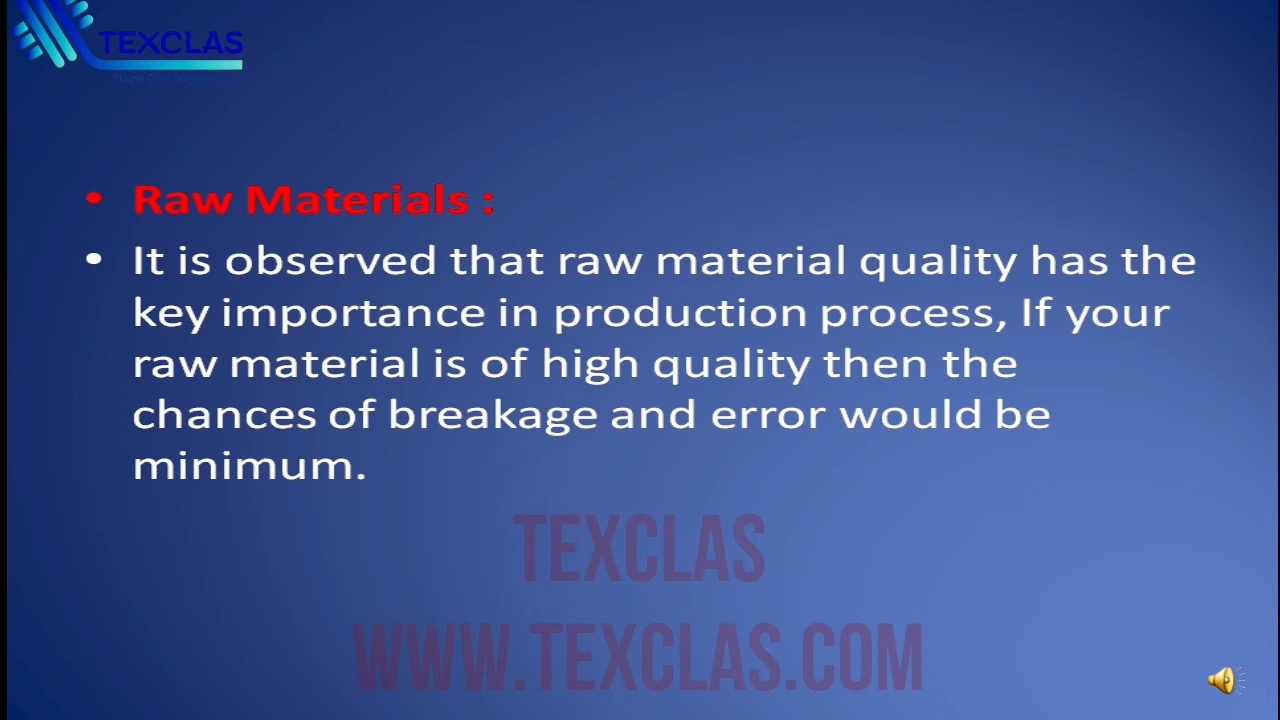 TEXCLAS
• Raw Materials :
• It is observed that raw material quality has the
key importance in production process, If your
raw material is of high quality then the
chances of breakage and error would be
minimum.
TEXCLAS
WWW.TEXCLAS.COM